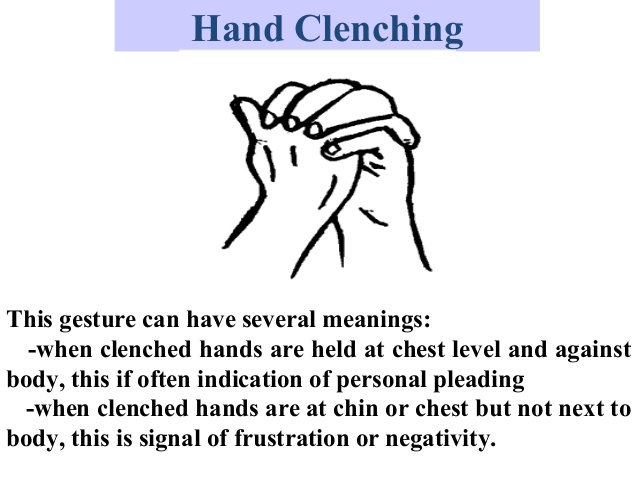 Hand Clenching
This gesture can have several meanings:
-when clenched hands are held at chest level and against
body, this if often indication of personal pleading
-when clenched hands are at chin or chest but not next to
body, this is signal of frustration or negativity.